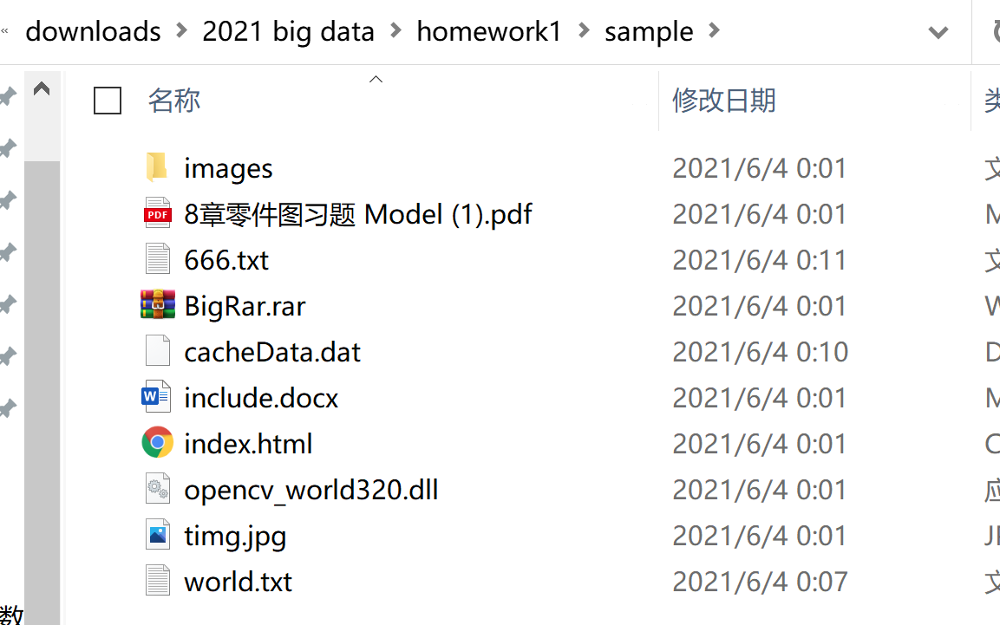 « downloads > 2021 big data > homework1 > sample >
名称 修改日期 类
images 2021/6/4 0:01 文
PDF 8章零件图习题 Model (1).pdf 2021/6/4 0:01 M
666.txt 2021/6/4 0:11 文
BigRar.rar 2021/6/4 0:01 W
cacheData.dat 2021/6/4 0:10 D
W include.docx 2021/6/4 0:01 M
index.html 2021/6/4 0:01 C
opencv_world320.dll 2021/6/4 0:01 应
timg.jpg 2021/6/4 0:01 JP
world.txt 2021/6/4 0:07 文
数